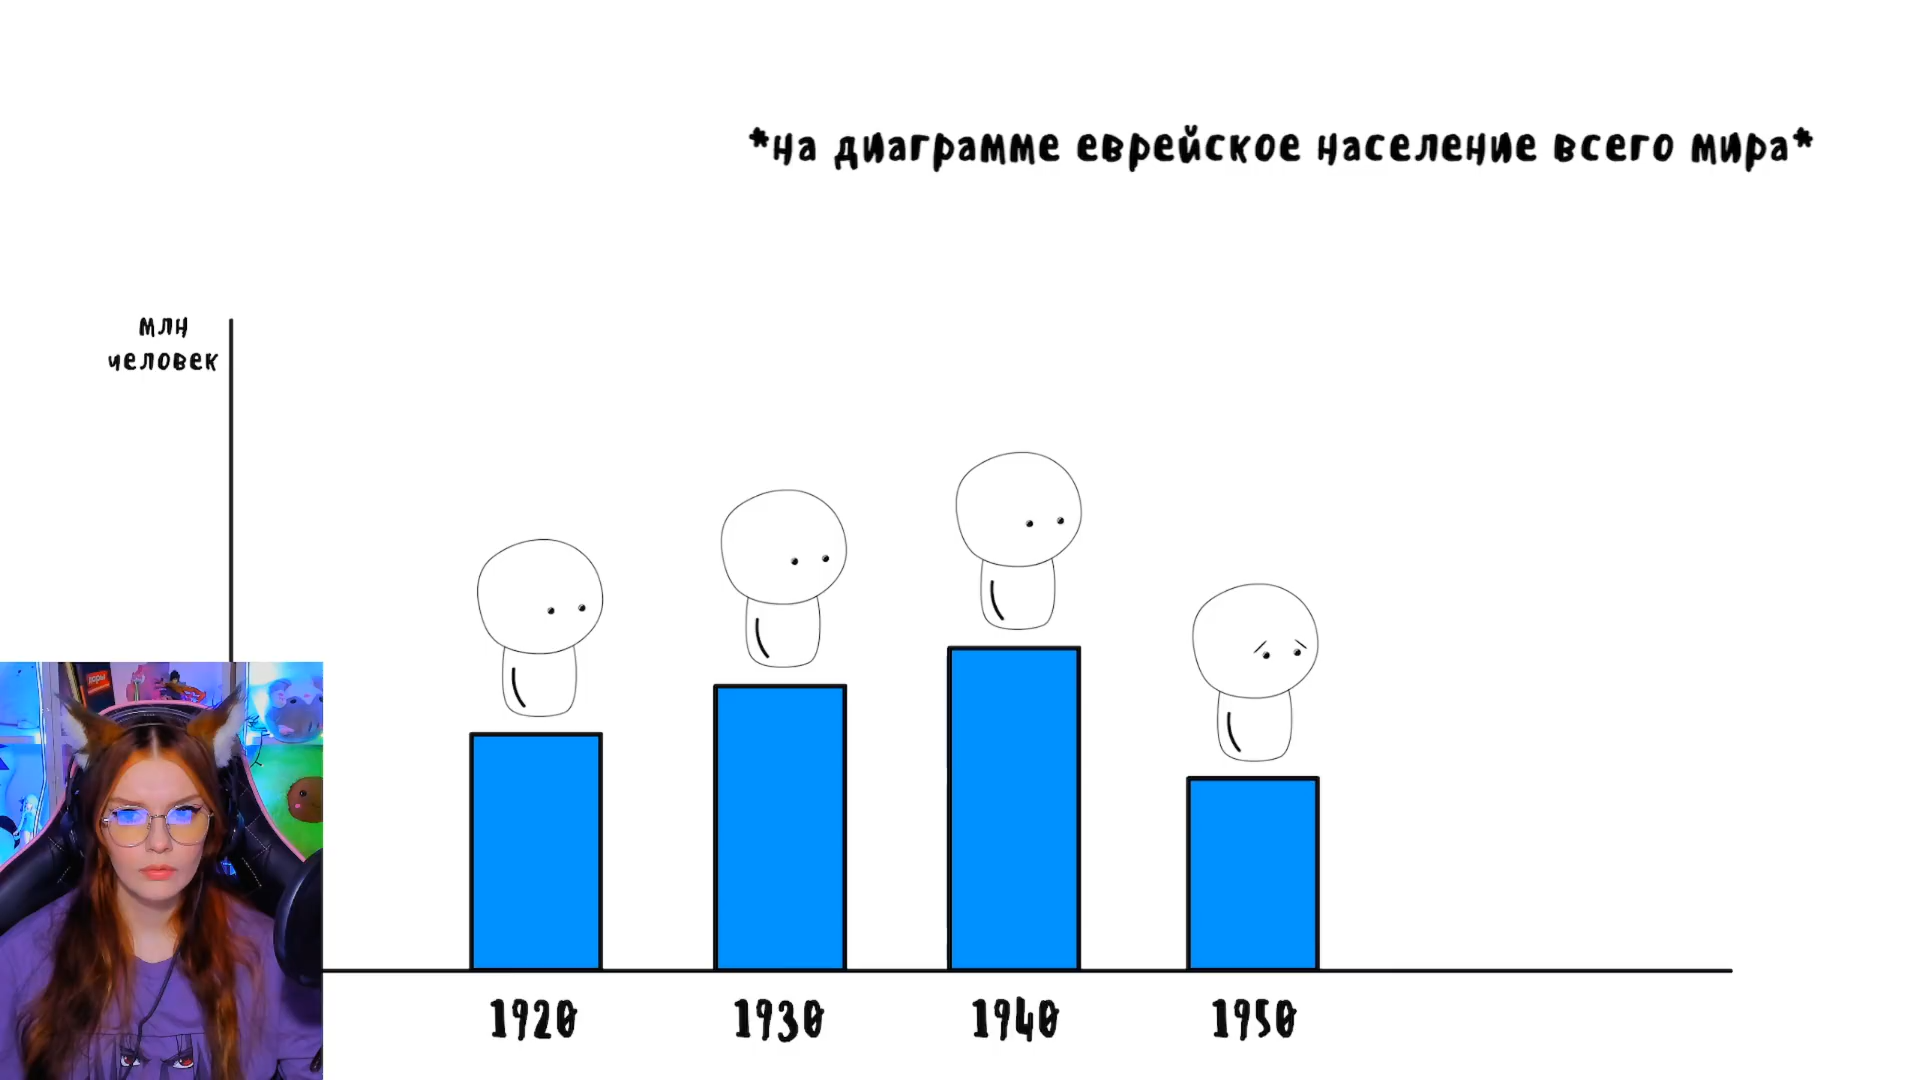 *на диаграмме еврейское население всего мира*
млн
человек
1920
1930
1940
1950